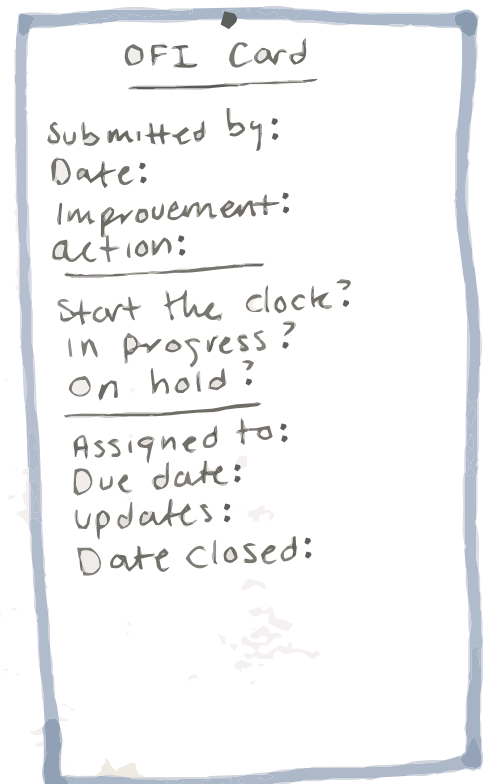 OFI Card
Submitted by:
Date:
Improvement:
action:
Start the clock?
in progress?
On hold?
Assigned to:
Due date:
updates:
Date closed: